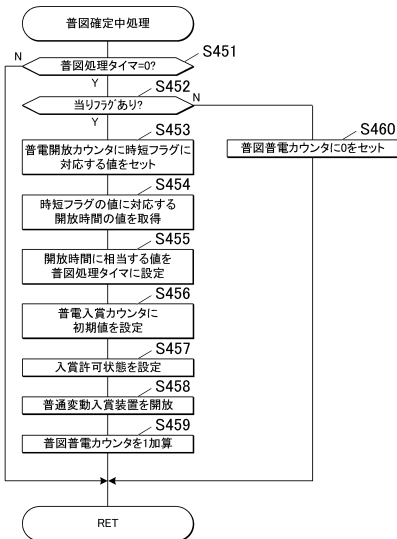 普図確定中処理
S451
N
普図処理タイマ=0?
Y
S452
当りフラグあり?
N
Y
S453
普電開放カウンタに時短フラグに
対応する値をセット
S460
普図普電カウンタに0をセット
S454
時短フラグの値に対応する
開放時間の値を取得
S455
開放時間に相当する値を
普図処理タイマに設定
S456
普電入賞カウンタに
初期値を設定
S457
入賞許可状態を設定
S458
普通変動入賞装置を開放
S459
普図普電カウンタを1加算
RET